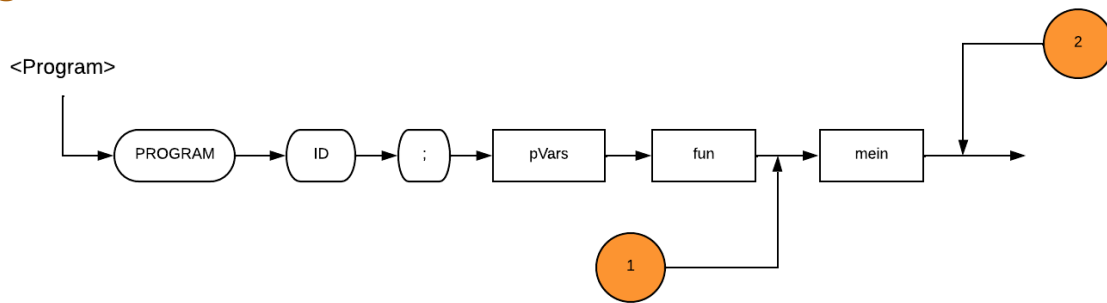 2
<Program>
PROGRAM
ID
;
pVars
fun
mein
1